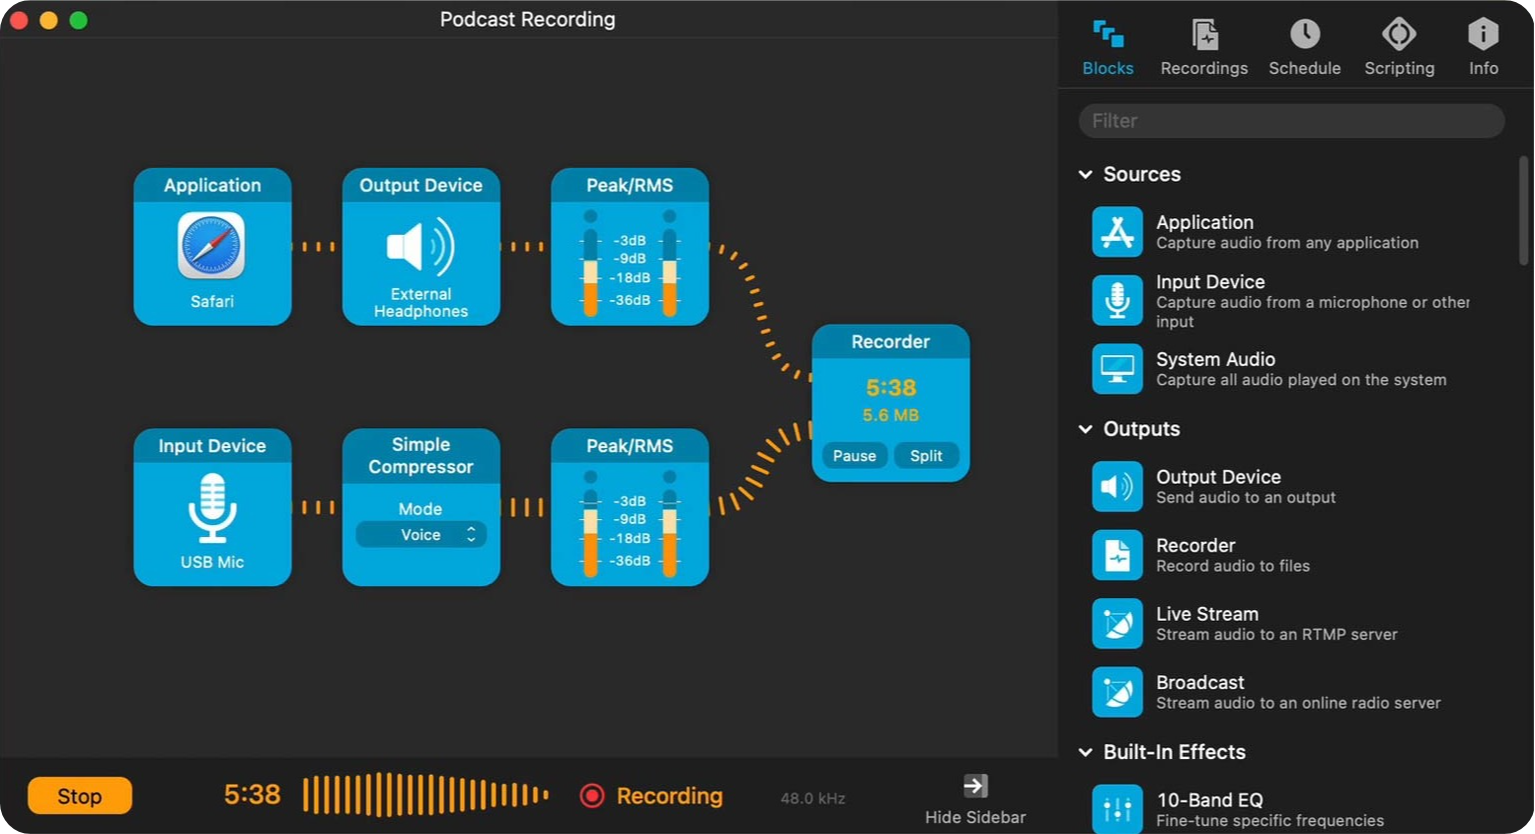 Podcast Recording
Blocks
Recordings
Schedule
Scripting
Info
Filter
Application
Safari
Output Device
External
Headphones
Peak/RMS
-3dB
-9dB
-18dB
-36dB
Recorder
5:38
5.6 MB
Pause
Split
Input Device
USB Mic
Simple
Compressor
Mode
Voice
Peak/RMS
-3dB
-9dB
-18dB
-36dB
Sources
Application
Capture audio from any application
Input Device
Capture audio from a microphone or other
input
System Audio
Capture all audio played on the system
Outputs
Output Device
Send audio to an output
Recorder
Record audio to files
Live Stream
Stream audio to an RTMP server
Broadcast
Stream audio to an online radio server
Built-In Effects
10-Band EQ
Fine-tune specific frequencies
Stop
5:38
Recording
48.0 kHz
Hide Sidebar